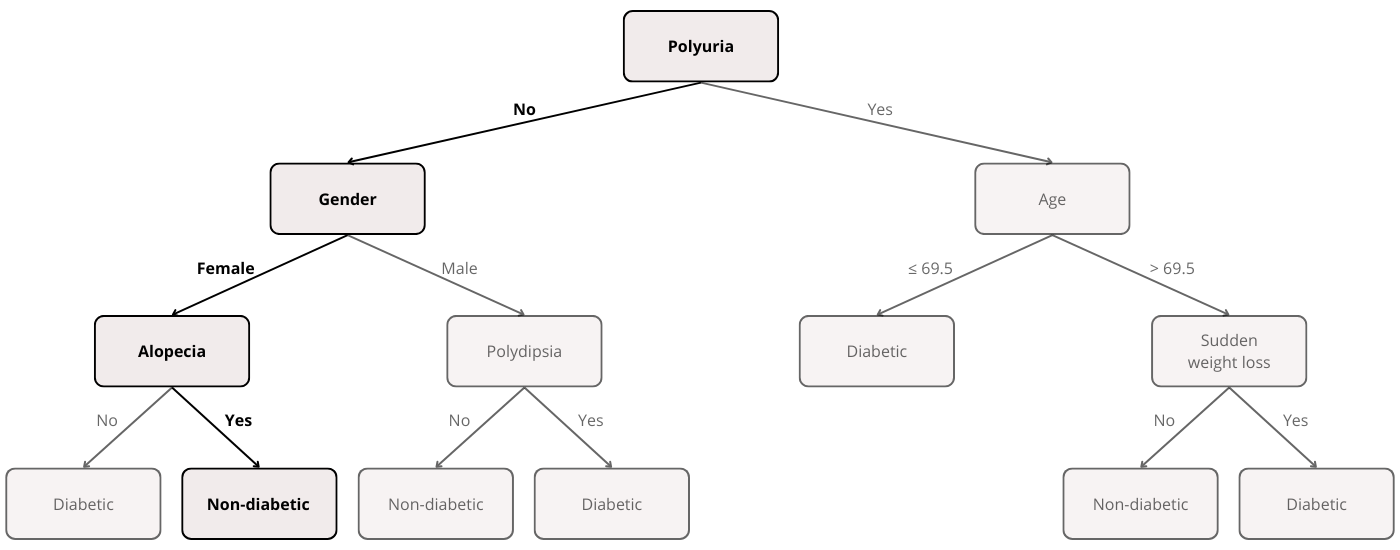 Polyuria
No
Yes
Gender
Age
Female
Male
≤ 69.5
> 69.5
Alopecia
Polydipsia
Diabetic
Sudden
weight loss
No
Yes
No
Yes
No
Yes
Diabetic
Non-diabetic
Non-diabetic
Diabetic
Non-diabetic
Diabetic